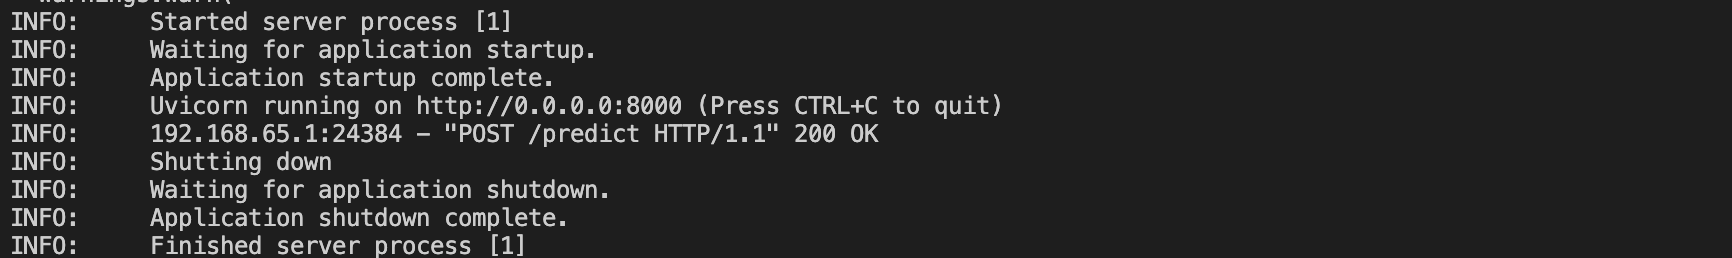 warnings.warn(
INFO:     Started server process [1]
INFO:     Waiting for application startup.
INFO:     Application startup complete.
INFO:     Uvicorn running on http://0.0.0.0:8000 (Press CTRL+C to quit)
INFO:     192.168.65.1:24384 - "POST /predict HTTP/1.1" 200 OK
INFO:     Shutting down
INFO:     Waiting for application shutdown.
INFO:     Application shutdown complete.
INFO:     Finished server process [1]